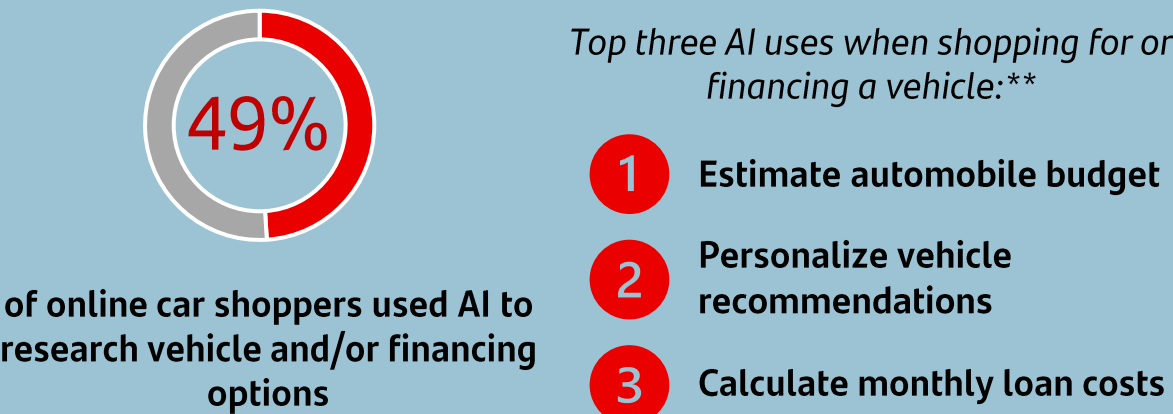 49%
of online car shoppers used AI to
research vehicle and/or financing
options
Top three AI uses when shopping for or
financing a vehicle:**
1 Estimate automobile budget
2 Personalize vehicle
recommendations
3 Calculate monthly loan costs